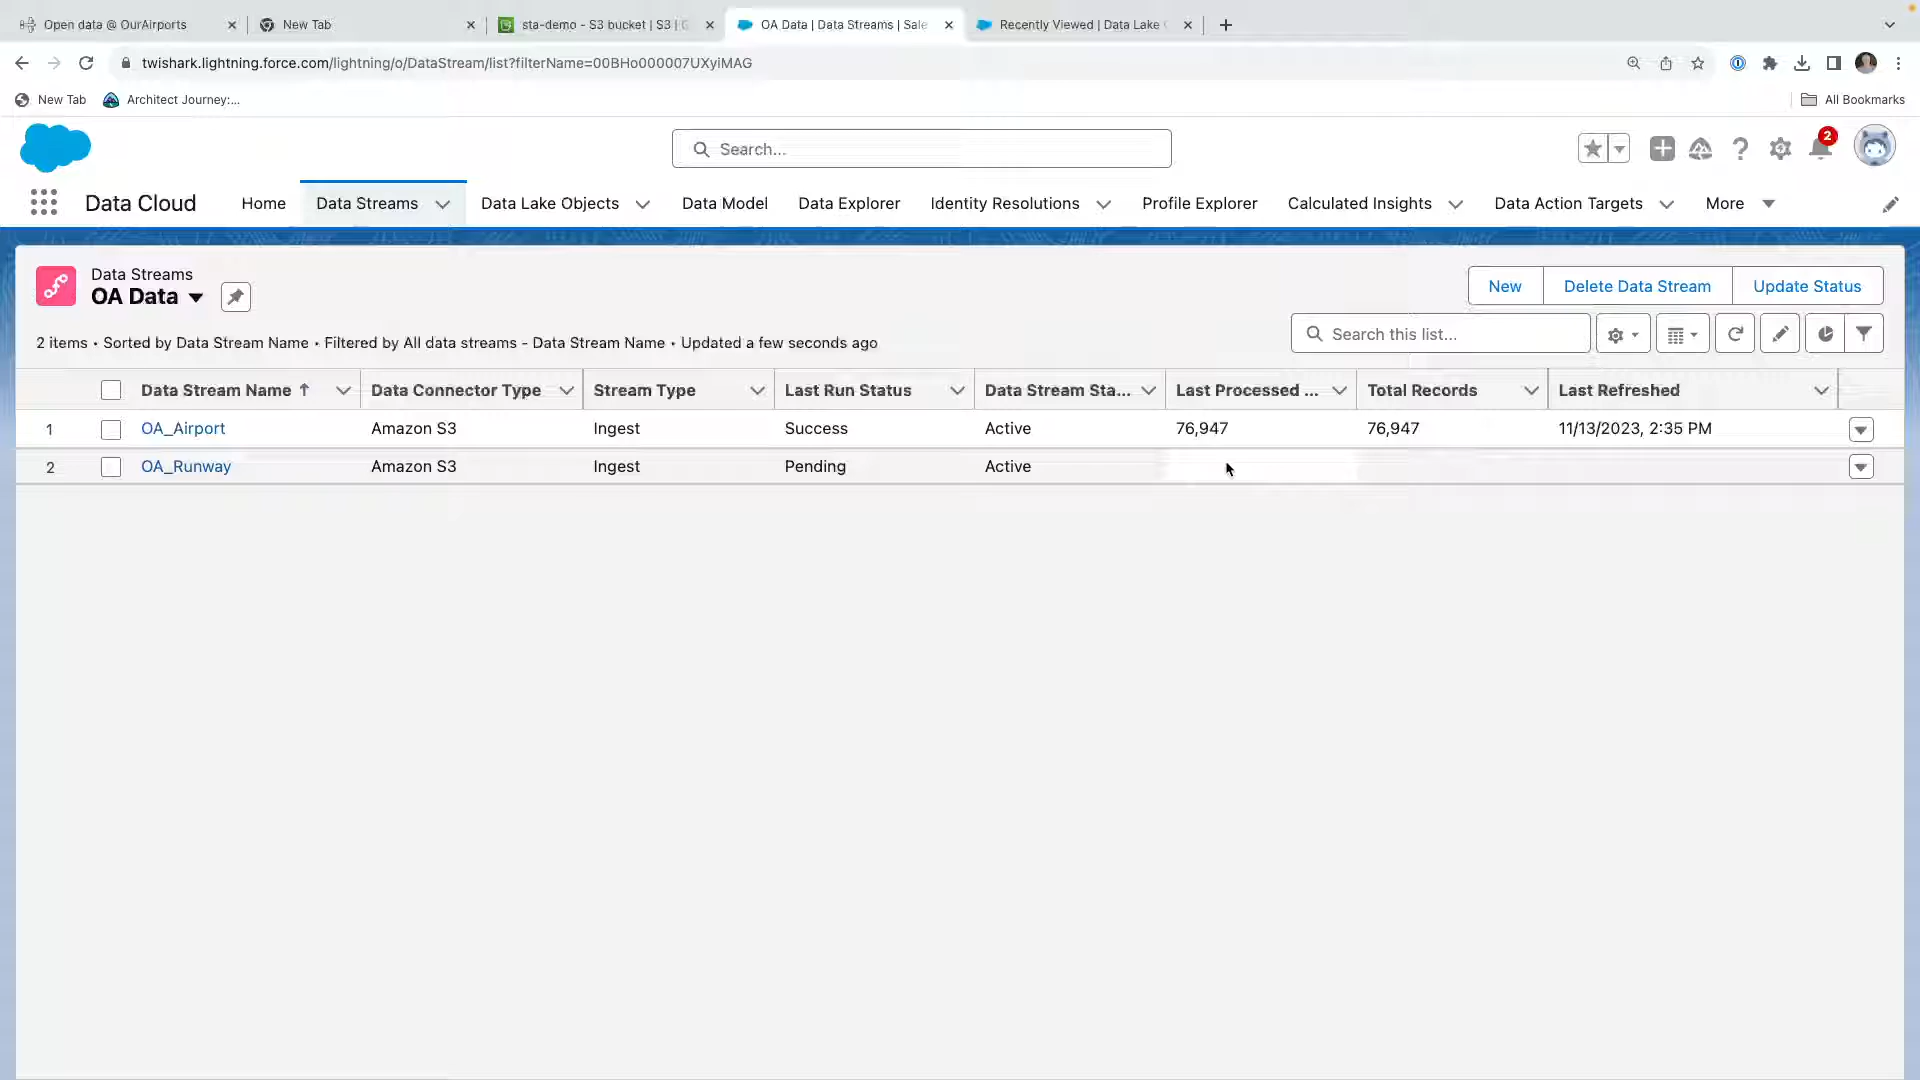 Open data @ OurAirports
New Tab
sta-demo - S3 bucket | S3 |
OA Data | Data Streams | Sale
Recently Viewed | Data Lake
twishark.lightning.force.com/lightning/o/DataStream/list?filterName=00BHo000007UXyiMAG
New Tab
Architect Journey:...
All Bookmarks
Search...
2
Data Cloud
Home
Data Streams
Data Lake Objects
Data Model
Data Explorer
Identity Resolutions
Profile Explorer
Calculated Insights
Data Action Targets
More
Data Streams
OA Data
New
Delete Data Stream
Update Status
2 items • Sorted by Data Stream Name • Filtered by All data streams - Data Stream Name • Updated a few seconds ago
Search this list...
Data Stream Name ↑
Data Connector Type
Stream Type
Last Run Status
Data Stream Sta...
Last Processed ...
Total Records
Last Refreshed
1 OA_Airport Amazon S3 Ingest Success Active 76,947 76,947 11/13/2023, 2:35 PM
2 OA_Runway Amazon S3 Ingest Pending Active